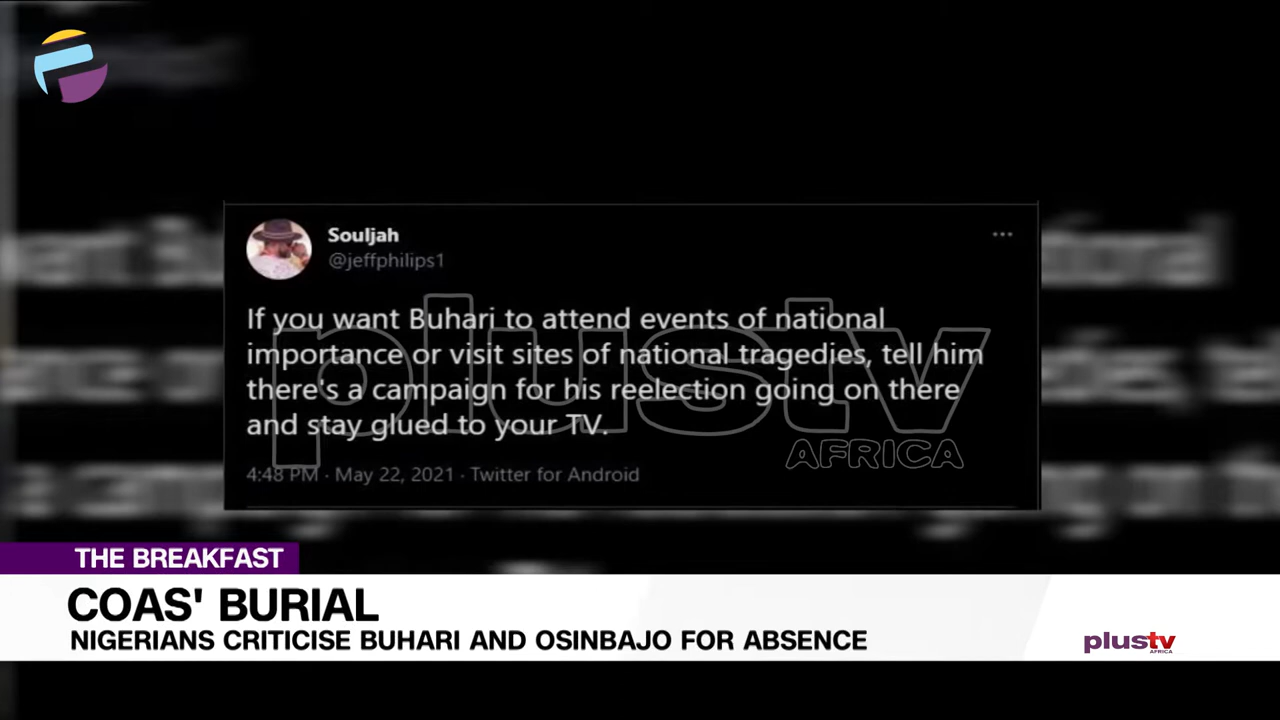 Souljah
@jeffphilips1
If you want Buhari to attend events of national
importance or visit sites of national tragedies, tell him
there's a campaign for his reelection going on there
and stay glued to your TV.
4:48 PM · May 22, 2021 · Twitter for Android
plustv
AFRICA
THE BREAKFAST
COAS' BURIAL
NIGERIANS CRITICISE BUHARI AND OSINBAJO FOR ABSENCE
plustv
AFRICA